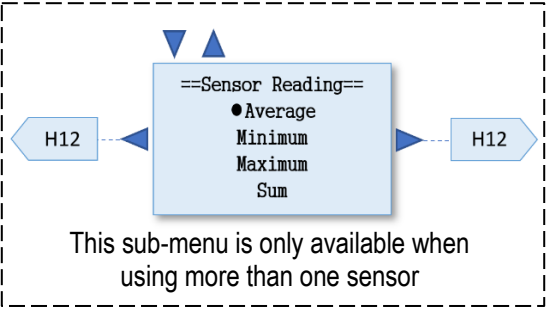 ==Sensor Reading==
●Average
Minimum
Maximum
Sum
H12
H12
This sub-menu is only available when
using more than one sensor